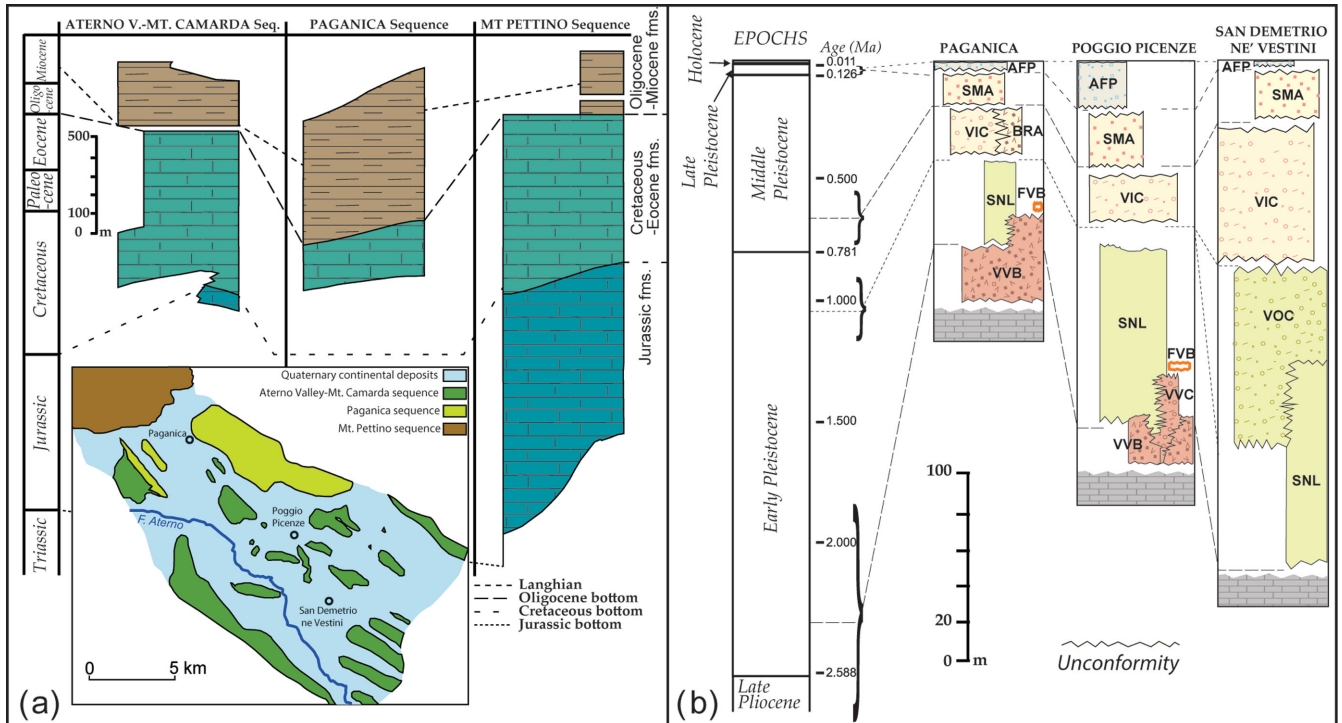 ATERNO V.-MT. CAMARDA Seq.
PAGANICA Sequence
MT PETTINO Sequence
Miocene
Oligo
-cene
Eocene
Paleo
-cene
Cretaceous
Jurassic
Triassic
500
100
0
m
Oligocene
-Miocene fms.
Cretaceous
-Eocene fms.
Jurassic fms.
Quaternary continental deposits
Aterno Valley-Mt. Camarda sequence
Paganica sequence
Mt. Pettino sequence
Paganica
F. Aterno
Poggio
Picenze
San Demetrio
ne Vestini
0
5 km
Langhian
Oligocene bottom
Cretaceous bottom
Jurassic bottom
(a)
Holocene
Late
Pleistocene
EPOCHS
Middle
Pleistocene
Early Pleistocene
Late
Pliocene
Age (Ma)
0.011
0.126
0.500
0.781
1.000
1.500
2.000
2.588
PAGANICA
AFP
SMA
VIC
BRA
SNL
FVB
VVB
POGGIO PICENZE
AFP
SMA
VIC
SNL
FVB
VVC
VVB
SAN DEMETRIO
NE' VESTINI
AFP
SMA
VIC
VOC
SNL
100
20
0
m
Unconformity
(b)